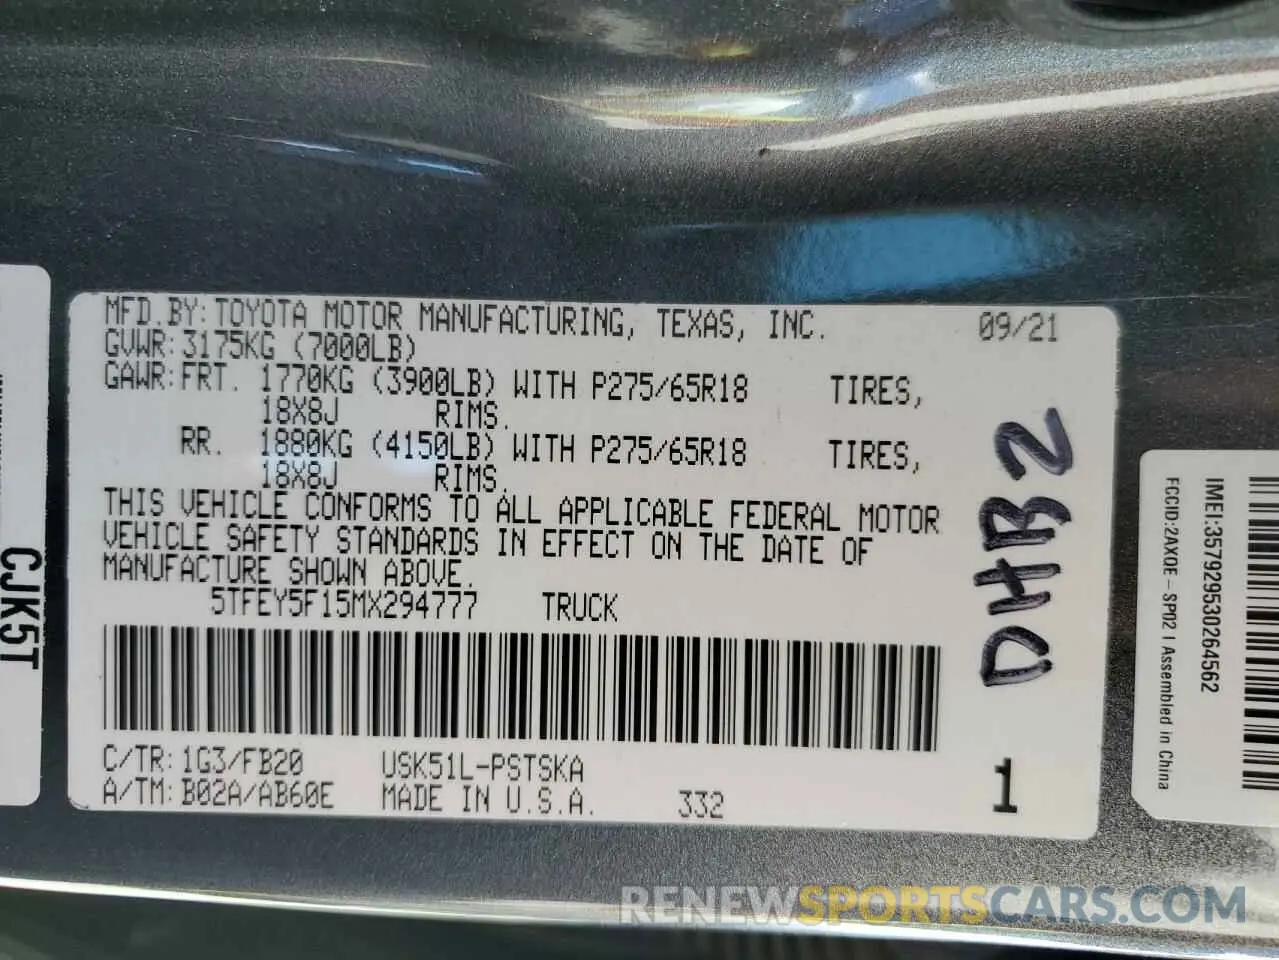 MFD.BY:TOYOTA MOTOR MANUFACTURING, TEXAS, INC. 09/21
GVWR:3175KG (7000LB)
GAWR:FRT. 1770KG (3900LB) WITH P275/65R18 TIRES,
18X8J RIMS.
RR. 1880KG (4150LB) WITH P275/65R18 TIRES,
18X8J RIMS.
THIS VEHICLE CONFORMS TO ALL APPLICABLE FEDERAL MOTOR
VEHICLE SAFETY STANDARDS IN EFFECT ON THE DATE OF
MANUFACTURE SHOWN ABOVE.
5TFEY5F15MX294777 TRUCK
C/TR:1G3/FB20 USK51L-PSTSKA
A/TM:B02A/AB60E MADE IN U.S.A. 332
1
DHB2
CJK5T
IMEI:357929530264562
FCCID:2AXOE-SP02 | Assembled in China
RENEWSPORTSCARS.COM